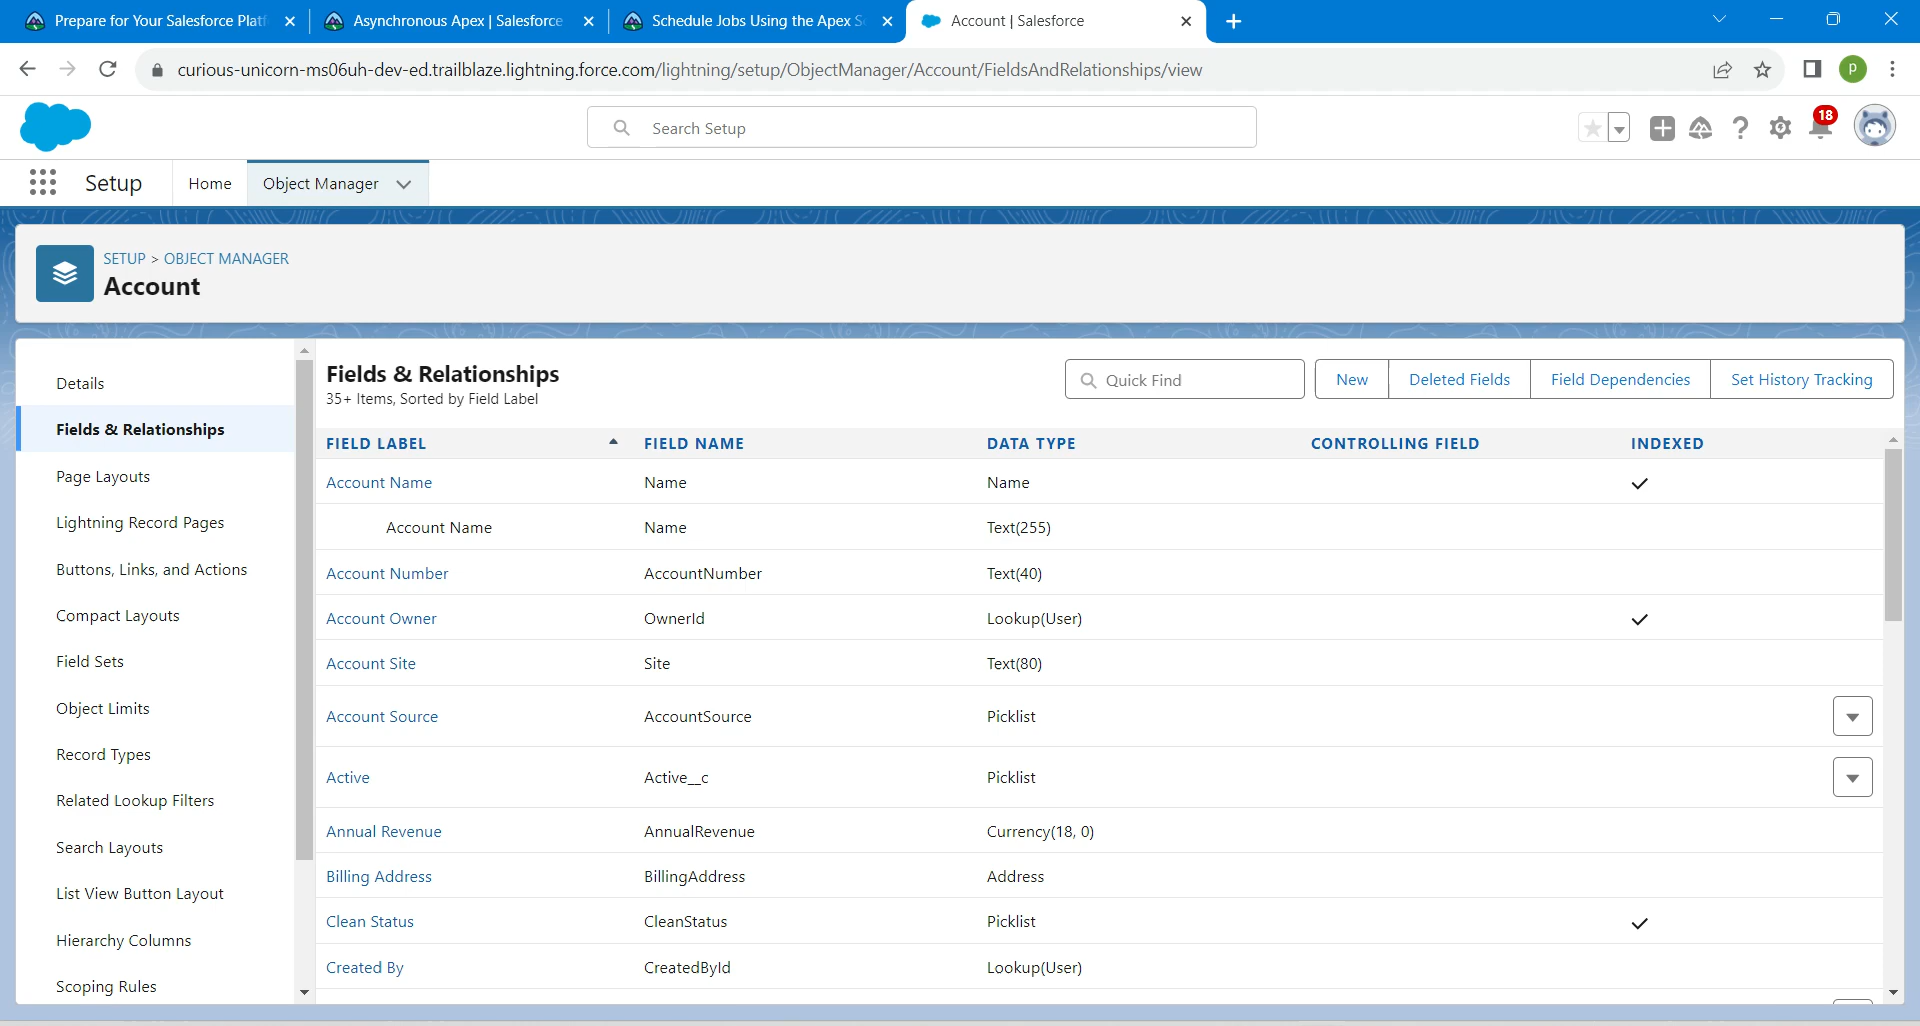 Prepare for Your Salesforce Platf
Asynchronous Apex | Salesforce
Schedule Jobs Using the Apex S
Account | Salesforce
curious-unicorn-ms06uh-dev-ed.trailblaze.lightning.force.com/lightning/setup/ObjectManager/Account/FieldsAndRelationships/view
P
Search Setup
18
Setup
Home
Object Manager
SETUP > OBJECT MANAGER
Account
Details
Fields & Relationships
Page Layouts
Lightning Record Pages
Buttons, Links, and Actions
Compact Layouts
Field Sets
Object Limits
Record Types
Related Lookup Filters
Search Layouts
List View Button Layout
Hierarchy Columns
Scoping Rules
Fields & Relationships
35+ Items, Sorted by Field Label
Quick Find
New
Deleted Fields
Field Dependencies
Set History Tracking
FIELD LABEL FIELD NAME DATA TYPE CONTROLLING FIELD INDEXED
Account Name Name Name
Account Name Name Text(255)
Account Number AccountNumber Text(40)
Account Owner OwnerId Lookup(User)
Account Site Site Text(80)
Account Source AccountSource Picklist
Active Active__c Picklist
Annual Revenue AnnualRevenue Currency(18, 0)
Billing Address BillingAddress Address
Clean Status CleanStatus Picklist
Created By CreatedById Lookup(User)